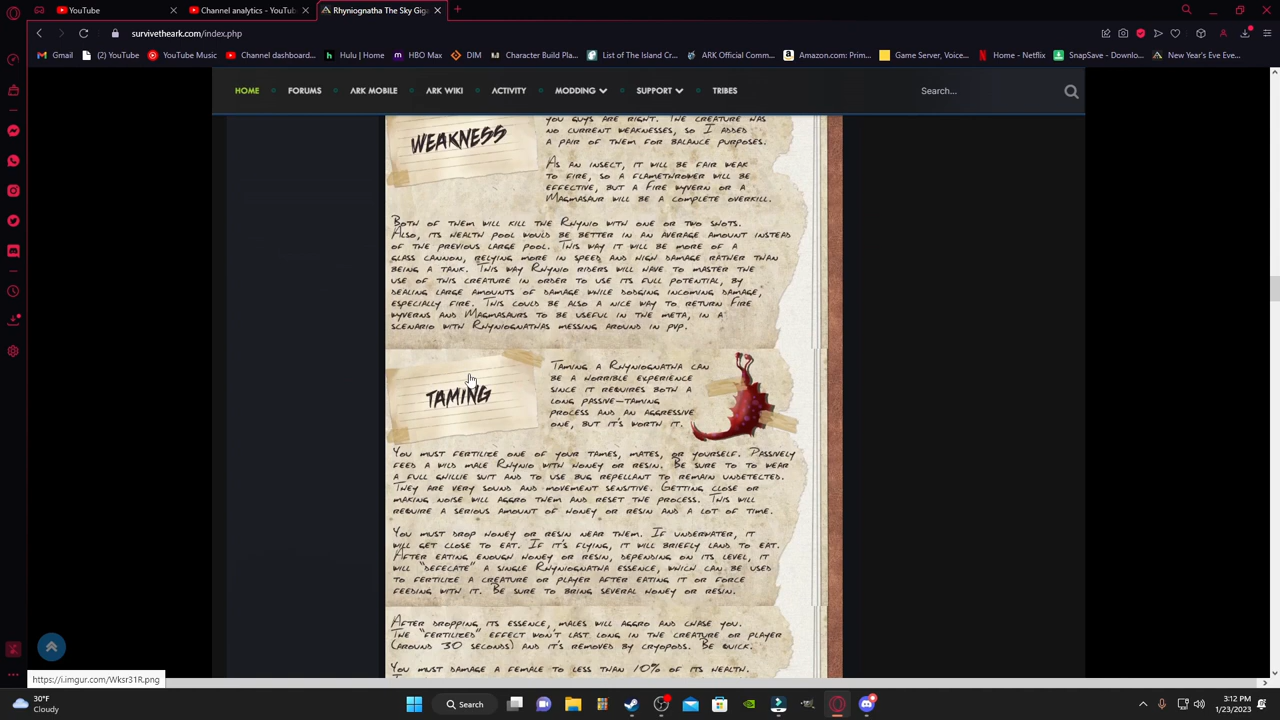 YouTube
Channel dashboard - YouTub
Rhyniognatha The Sky Giga
survivetheark.com/index.php
Gmail
(2) YouTube
YouTube Music
Channel dashboard...
Hulu | Home
HBO Max
DIM
Character Build Pla...
List of The Island Cr...
ARK Official Comm...
Amazon.com: Prim...
Game Server, Voice...
Home - Netflix
SnapSave - Downlo...
New Year's Eve Eve...
HOME
FORUMS
ARK MOBILE
ARK WIKI
ACTIVITY
MODDING
SUPPORT
TRIBES
Search...
WEAKNESS
YOU GUYS ARE RIGHT. THE CREATURE HAS
NO CURRENT WEAKNESSES, SO I ADDED
A PAIR OF THEM FOR BALANCE PURPOSES.
AS AN INSECT, IT WILL BE FAIR WEAK
TO FIRE, SO A FLAMETHROWER WILL BE
EFFECTIVE, BUT A FIRE WYVERN OR A
MAGMASAUR WILL BE A COMPLETE OVERKILL.
BOTH OF THEM WILL KILL THE RHYNIO WITH ONE OR TWO SHOTS.
ALSO, ITS HEALTH POOL WOULD BE BETTER IN AN AVERAGE AMOUNT INSTEAD
OF THE PREVIOUS LARGE POOL. THIS WAY IT WILL BE MORE OF A
GLASS CANNON, RELYING MORE IN SPEED AND HIGH DAMAGE RATHER THAN
BEING A TANK. THIS WAY RHYNIO RIDERS WILL HAVE TO MASTER THE
USE OF THIS CREATURE IN ORDER TO USE ITS FULL POTENTIAL, BY
DEALING LARGE AMOUNTS OF DAMAGE WHILE DODGING INCOMING DAMAGE,
ESPECIALLY FIRE. THIS COULD BE ALSO A NICE WAY TO RETURN FIRE
WYVERNS AND MAGMASAURS TO BE USEFUL IN THE META, IN A
SCENARIO WITH RHYNIOGNATHAS MESSING AROUND IN PVP.
TAMING
TAMING A RHYNIOGNATHA CAN
BE A HORRIBLE EXPERIENCE
SINCE IT REQUIRES BOTH A
LONG PASSIVE-TAMING
PROCESS AND AN AGGRESSIVE
ONE, BUT IT'S WORTH IT.
YOU MUST FERTILIZE ONE OF YOUR TAMES, MATES, OR YOURSELF. PASSIVELY
FEED A WILD MALE RHYNIO WITH HONEY OR RESIN. BE SURE TO TO WEAR
A FULL GHILLIE SUIT AND TO USE BUG REPELLANT TO REMAIN UNDETECTED.
THEY ARE VERY SOUND AND MOVEMENT SENSITIVE. GETTING CLOSE OR
MAKING NOISE WILL AGGRO THEM AND RESET THE PROCESS. THIS WILL
REQUIRE A SERIOUS AMOUNT OF HONEY OR RESIN AND A LOT OF TIME.
YOU MUST DROP HONEY OR RESIN NEAR THEM. IF UNDERWATER, IT
WILL GET CLOSE TO EAT. IF IT'S FLYING, IT WILL BRIEFLY LAND TO EAT.
AFTER EATING ENOUGH HONEY OR RESIN, DEPENDING ON ITS LEVEL, IT
WILL "DEFECATE" A SINGLE RHYNIOGNATHA ESSENCE, WHICH CAN BE USED
TO FERTILIZE A CREATURE OR PLAYER AFTER EATING IT OR FORCE
FEEDING WITH IT. BE SURE TO BRING SEVERAL HONEY OR RESIN.
AFTER DROPPING ITS ESSENCE, MALES WILL AGGRO AND CHASE YOU.
THE "FERTILIZED" EFFECT WON'T LAST LONG IN THE CREATURE OR PLAYER
(AROUND 30 SECONDS) AND IT'S REMOVED BY CRYOPODS. BE QUICK.
YOU MUST DAMAGE A FEMALE TO LESS THAN 10% OF ITS HEALTH.
https://i.imgur.com/Wksr31R.png
30°F
Cloudy
Search
3:12 PM
1/23/2023